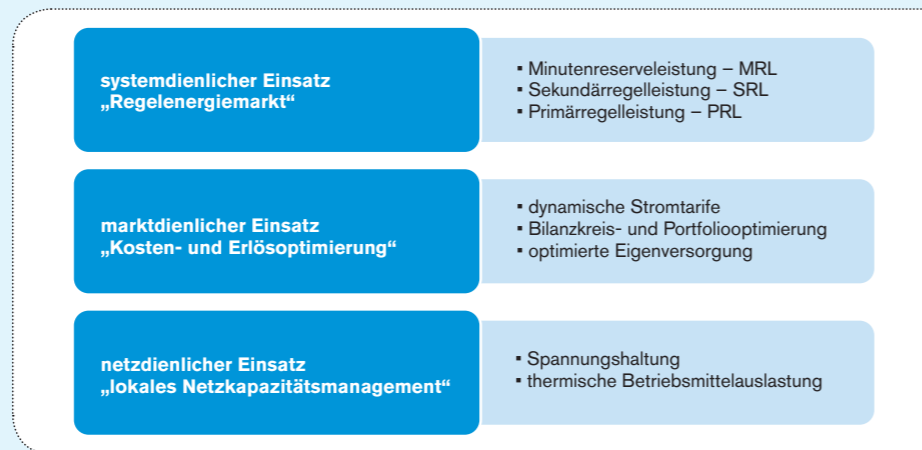 systemdienlicher Einsatz
„Regelenergiemarkt“
▪ Minutenreserveleistung – MRL
▪ Sekundärregelleistung – SRL
▪ Primärregelleistung – PRL
marktdienlicher Einsatz
„Kosten- und Erlösoptimierung“
▪ dynamische Stromtarife
▪ Bilanzkreis- und Portfoliooptimierung
▪ optimierte Eigenversorgung
netzdienlicher Einsatz
„lokales Netzkapazitätsmanagement“
▪ Spannungshaltung
▪ thermische Betriebsmittelauslastung